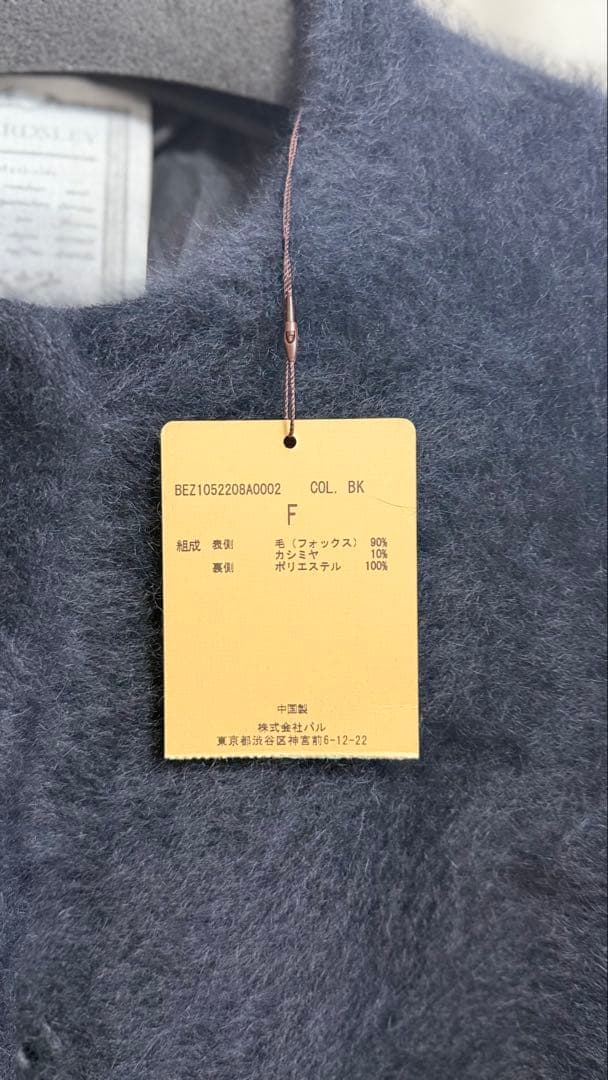 RDSLEY
BEZ1052208A0002 COL. BK
F
組成 表側 毛(フォックス) 90%
カシミヤ 10%
裏側 ポリエステル 100%
中国製
株式会社パル
東京都渋谷区神宮前6-12-22